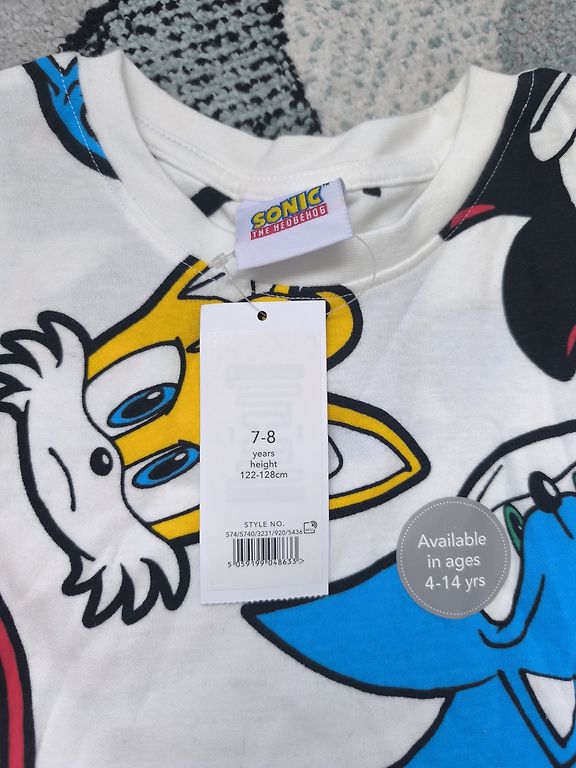 SONIC
THE HEDGEHOG
7-8
years
height
122-128cm
STYLE NO.
574/5740/3231/920/5436
5 059199 048633 >
Available
in ages
4-14 yrs